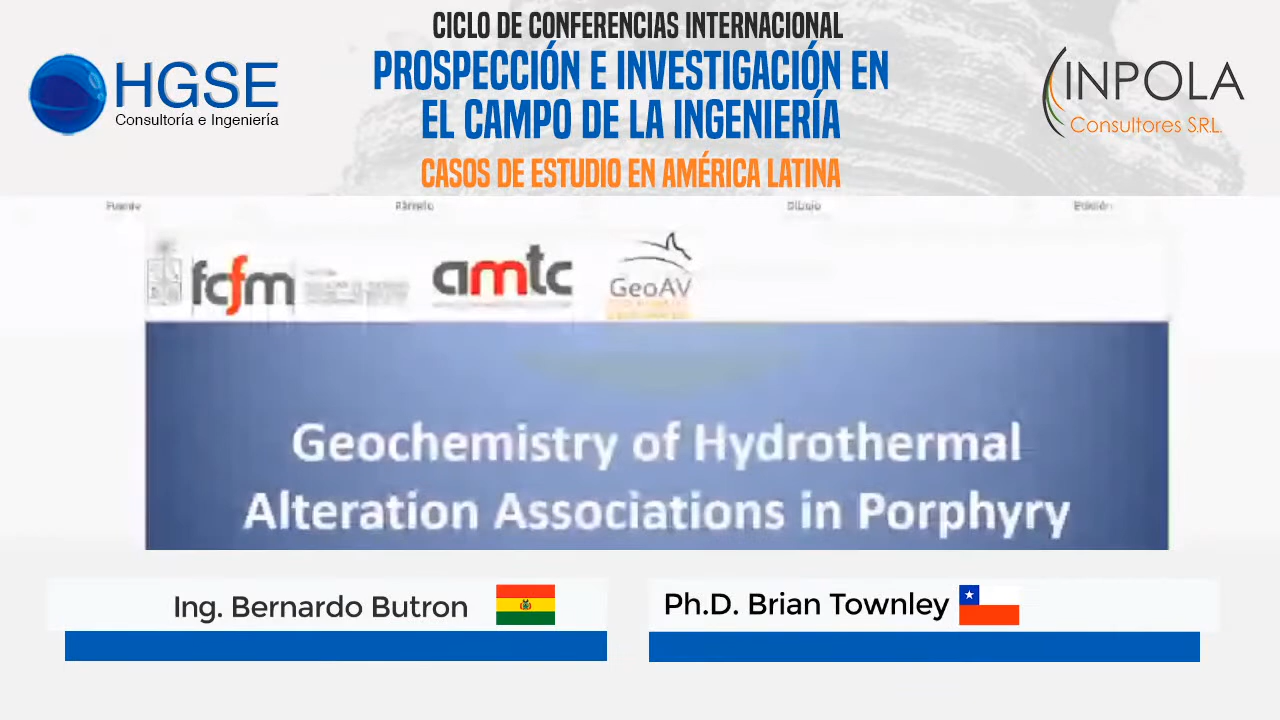 CICLO DE CONFERENCIAS INTERNACIONAL
PROSPECCIÓN E INVESTIGACIÓN EN
EL CAMPO DE LA INGENIERÍA
CASOS DE ESTUDIO EN AMÉRICA LATINA
HGSE
Consultoría e Ingeniería
INPOLA
Consultores S.R.L.
Fuente Párrafo Dibujo Edición
fcfm amtc GeoAV
Geochemistry of Hydrothermal
Alteration Associations in Porphyry
Ing. Bernardo Butron
Ph.D. Brian Townley